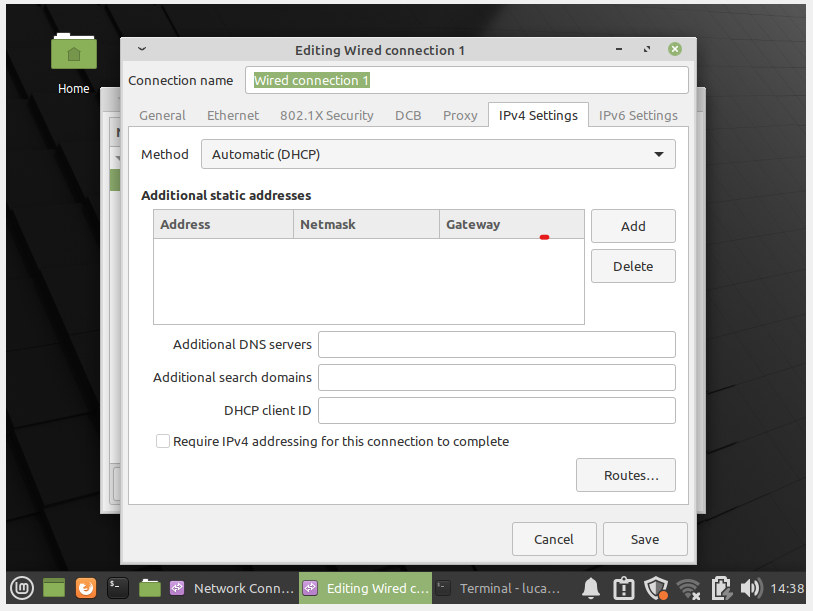 Editing Wired connection 1
Home
Connection name Wired connection 1
General Ethernet 802.1X Security DCB Proxy IPv4 Settings IPv6 Settings
Method Automatic (DHCP)
Additional static addresses
Address Netmask Gateway
Add
Delete
Additional DNS servers
Additional search domains
DHCP client ID
Require IPv4 addressing for this connection to complete
Routes...
Cancel Save
Network Conn... Editing Wired c... Terminal - luca... 14:38